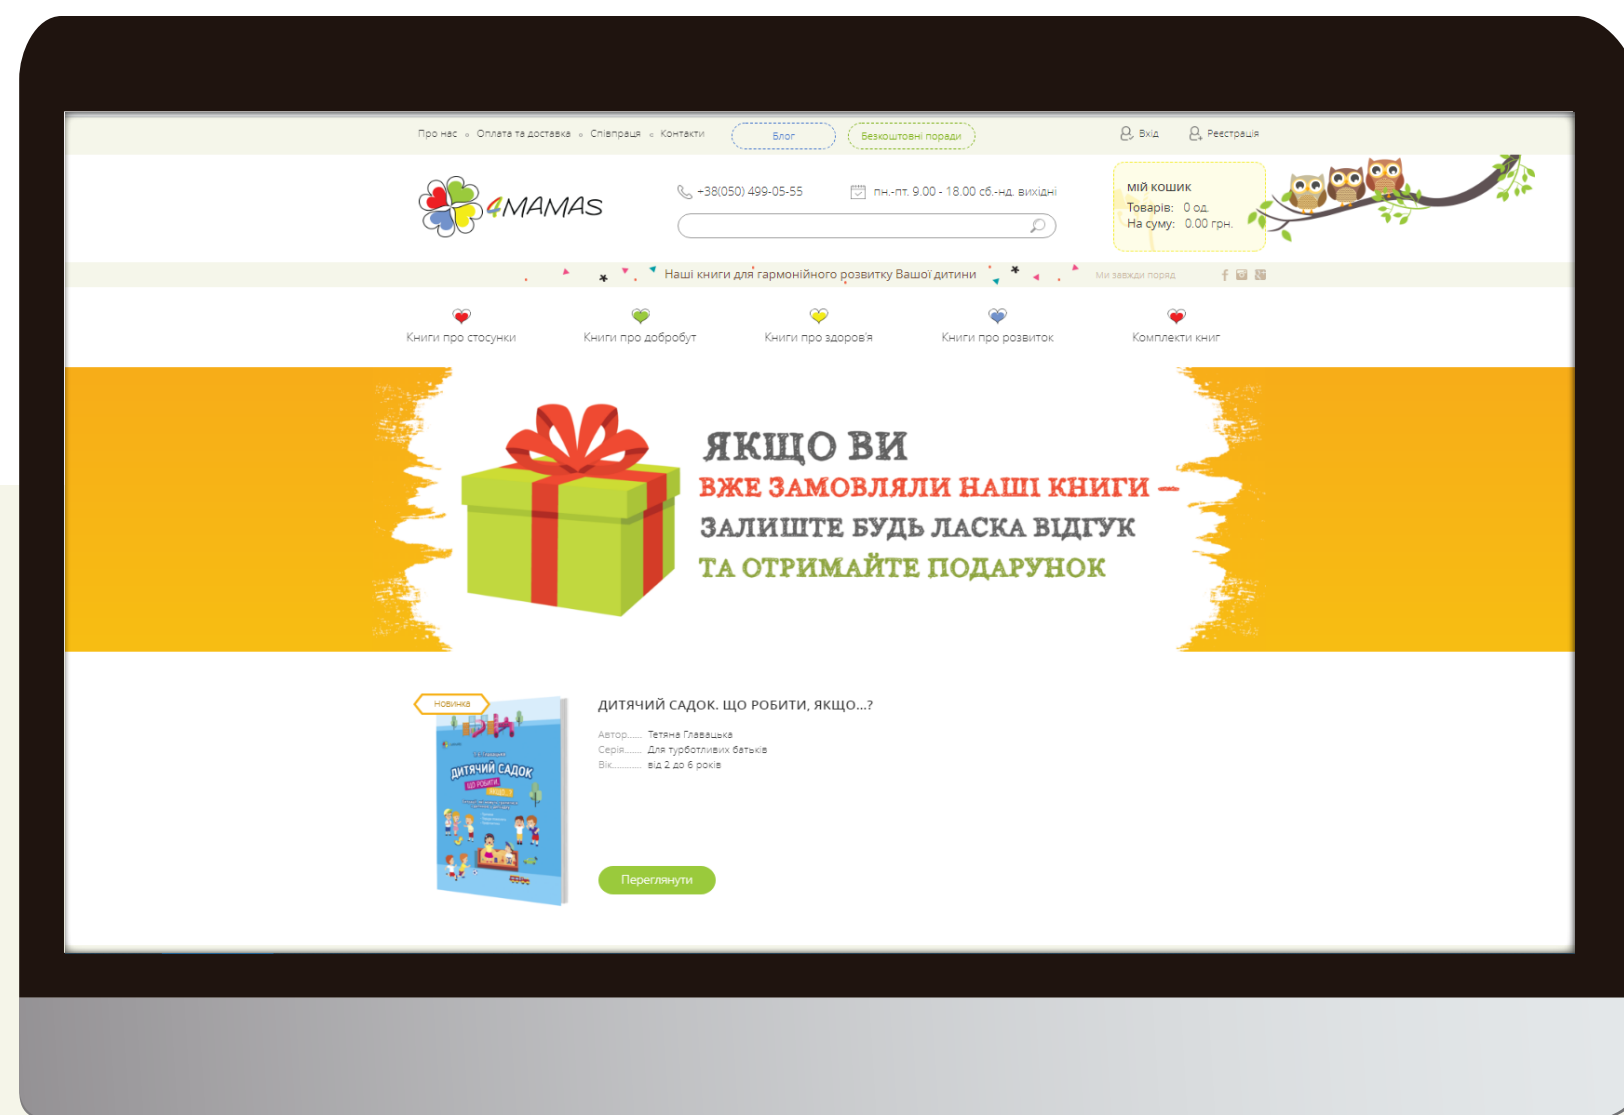 Про нас Оплата та доставка Співпраця Контакти Блог Безкоштовні поради Вхід Реєстрація
4MAMAS
+38(050) 499-05-55 пн.-пт. 9.00 - 18.00 сб.-нд. вихідні
мій кошик
Товарів: 0 од.
На суму: 0.00 грн.
Наші книги для гармонійного розвитку Вашої дитини Ми завжди поряд
Книги про стосунки Книги про добробут Книги про здоров'я Книги про розвиток Комплекти книг
ЯКЩО ВИ
ВЖЕ ЗАМОВЛЯЛИ НАШІ КНИГИ –
ЗАЛИШТЕ БУДЬ ЛАСКА ВІДГУК
ТА ОТРИМАЙТЕ ПОДАРУНОК
Новинка
ДИТЯЧИЙ САДОК
ЩО РОБИТИ
ЯКЩО...?
ДИТЯЧИЙ САДОК. ЩО РОБИТИ, ЯКЩО...?
Автор...... Тетяна Главацька
Серія....... Для турботливих батьків
Вік............ від 2 до 6 років
Переглянути